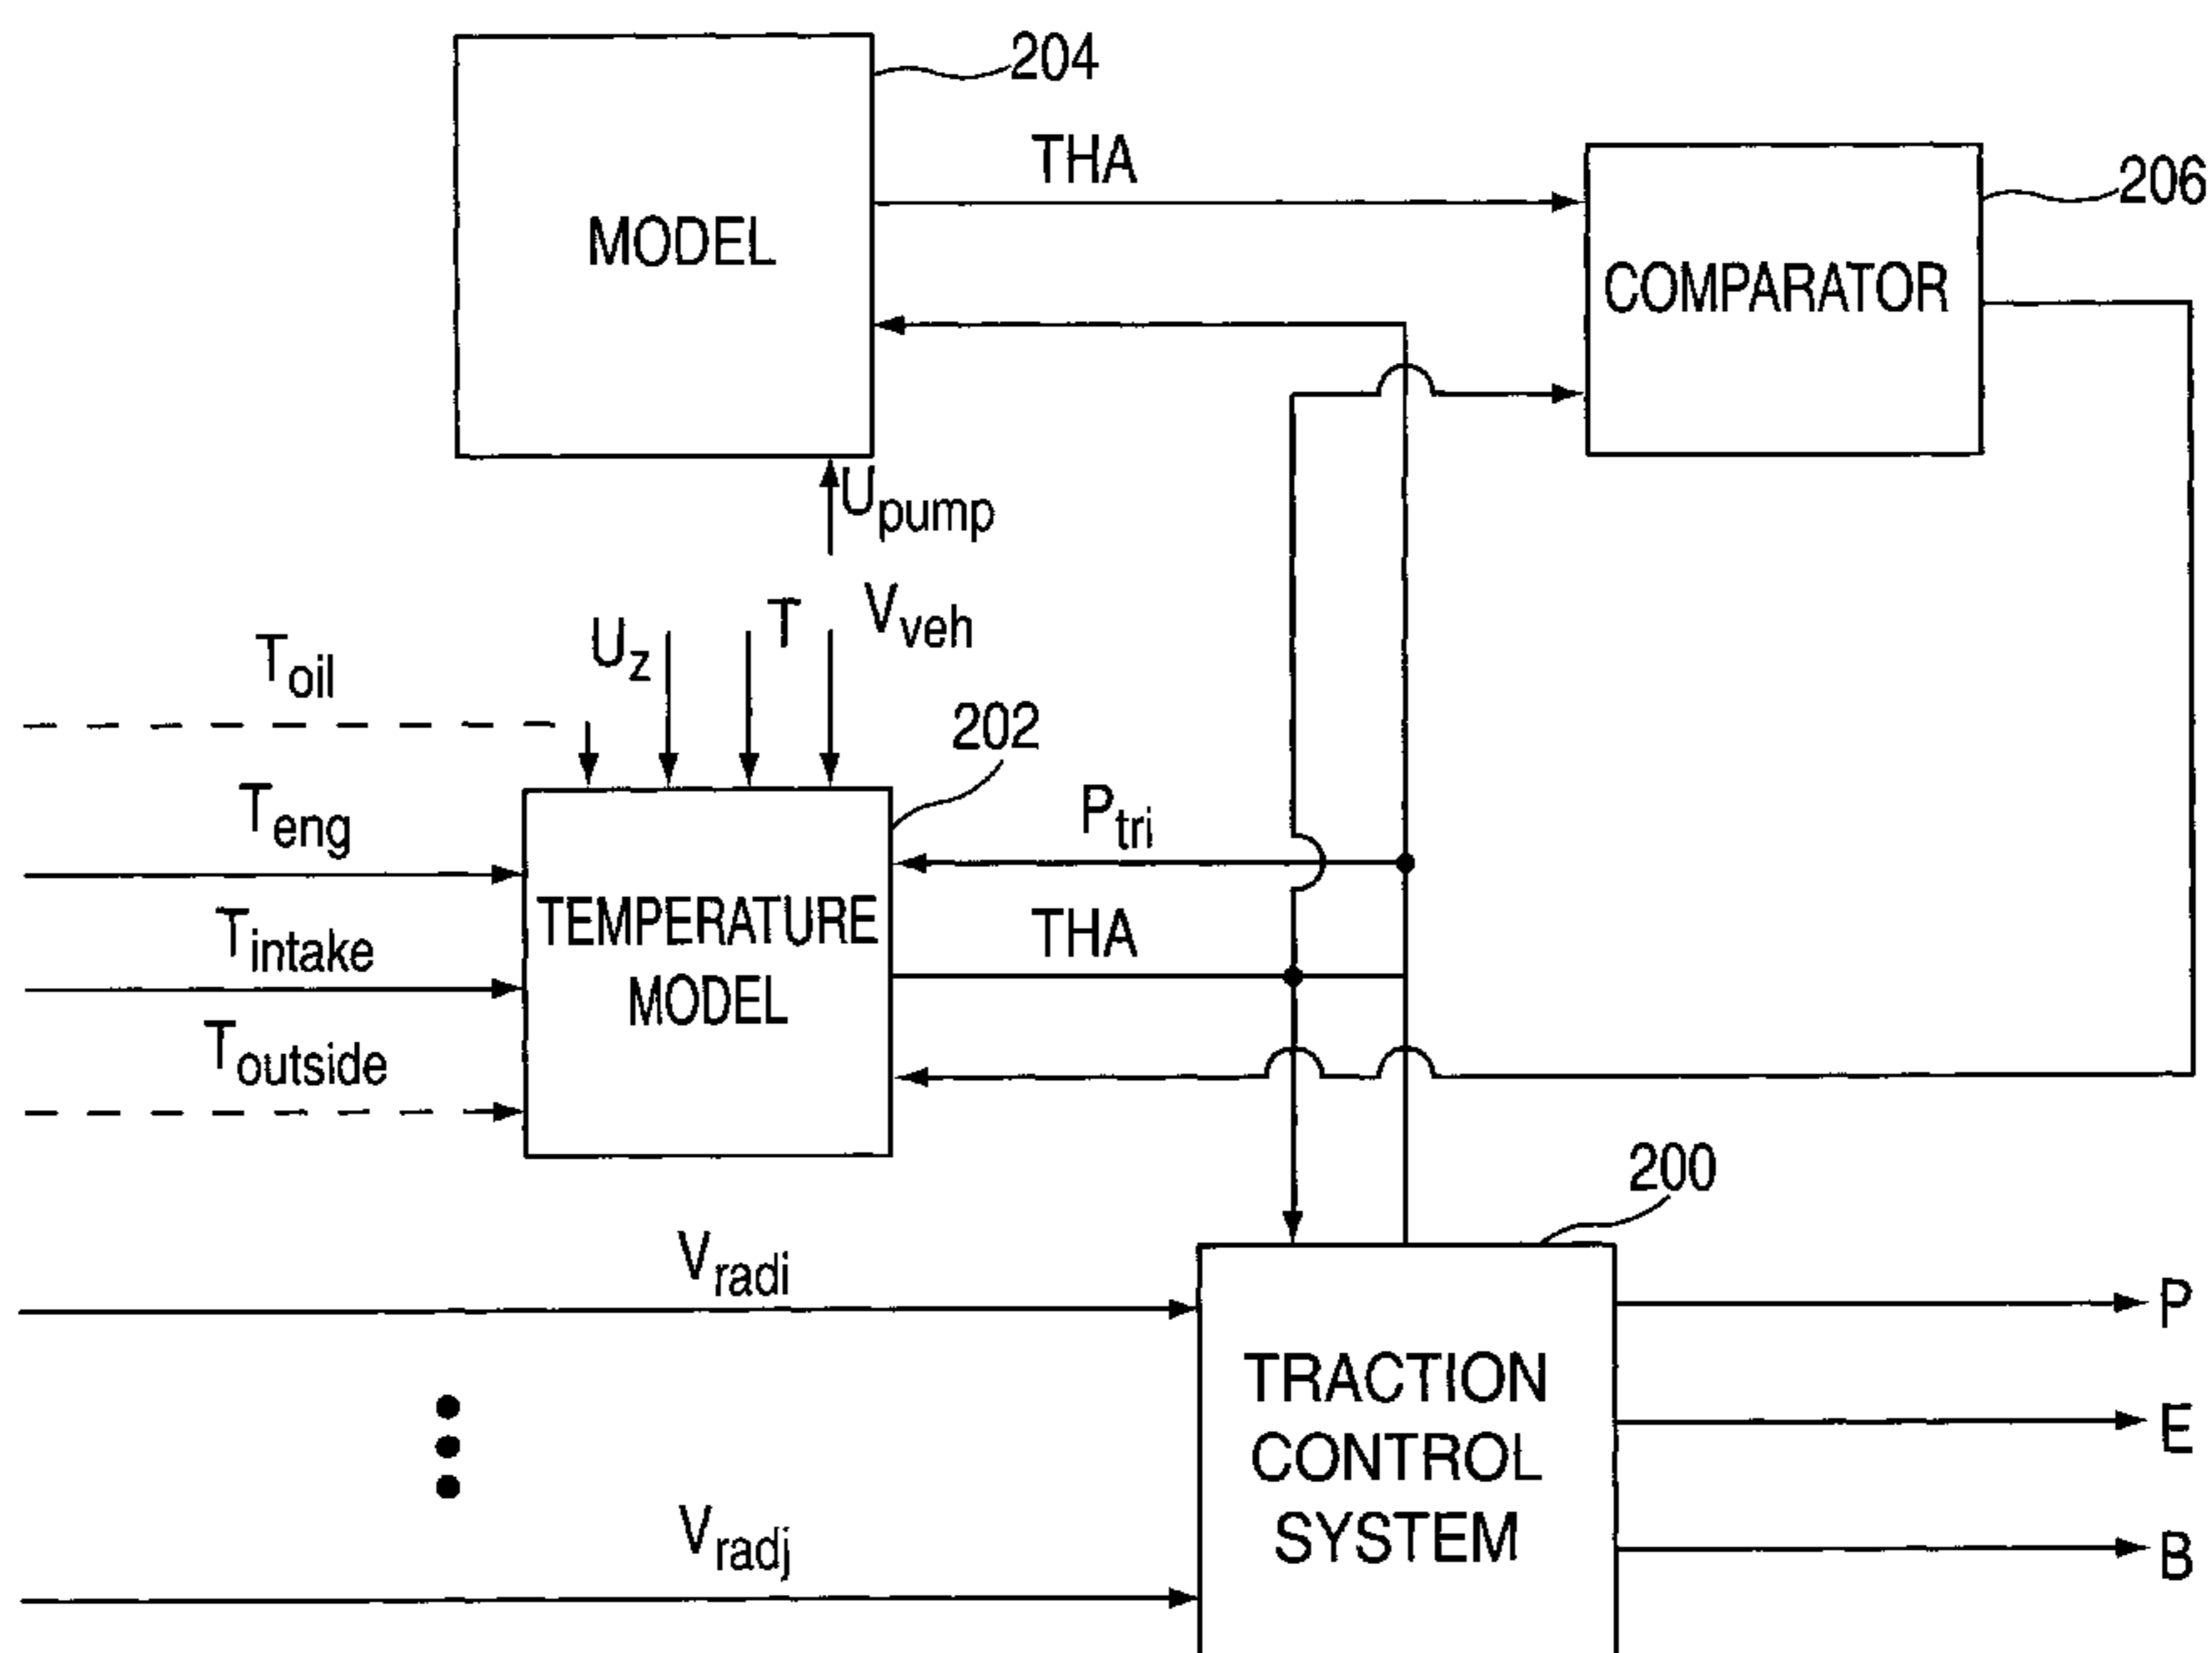 204
THA
206
MODEL
COMPARATOR
Upump
Uz
T
Vveh
Toil
202
Teng
Ptri
TEMPERATURE
MODEL
Tintake
THA
Toutside
200
Vradi
P
TRACTION
CONTROL
SYSTEM
E
Vradj
B